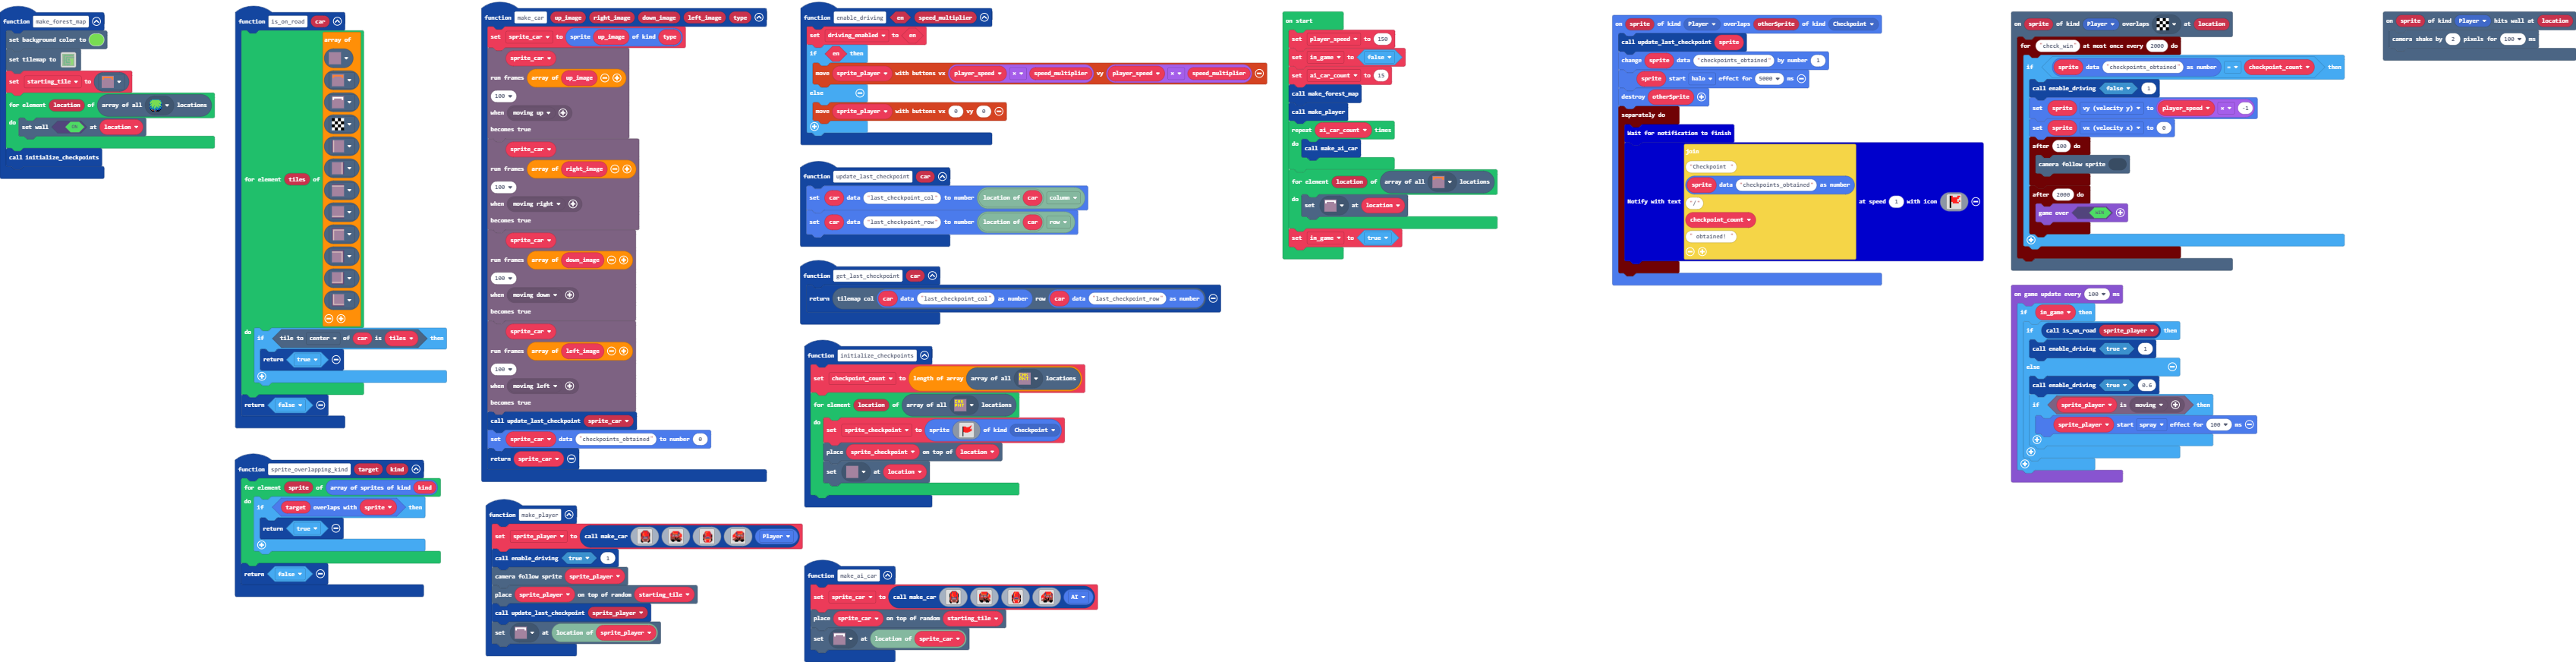 function make_forest_map
set background color to
set tilemap to
set starting_tile to
for element location of array of all locations
do set wall ON at location
call initialize_checkpoints
function is_on_road car
for element tiles of array of
do if tile to center of car is tiles then
return true
return false
function sprite_overlapping_kind target kind
for element sprite of array of sprites of kind kind
do if target overlaps with sprite then
return true
return false
function make_car up_image right_image down_image left_image type
set sprite_car to sprite up_image of kind type
sprite_car
run frames array of up_image
100
when moving up
becomes true
sprite_car
run frames array of right_image
100
when moving right
becomes true
sprite_car
run frames array of down_image
100
when moving down
becomes true
sprite_car
run frames array of left_image
100
when moving left
becomes true
call update_last_checkpoint sprite_car
set sprite_car data "checkpoints_obtained" to number 0
return sprite_car
function make_player
set sprite_player to call make_car Player
call enable_driving true 1
camera follow sprite sprite_player
place sprite_player on top of random starting_tile
call update_last_checkpoint sprite_player
set at location of sprite_player
function enable_driving en speed_multiplier
set driving_enabled to en
if en then
move sprite_player with buttons vx player_speed × speed_multiplier vy player_speed × speed_multiplier
else
move sprite_player with buttons vx 0 vy 0
function update_last_checkpoint car
set car data "last_checkpoint_col" to number location of car column
set car data "last_checkpoint_row" to number location of car row
function get_last_checkpoint car
return tilemap col car data "last_checkpoint_col" as number row car data "last_checkpoint_row" as number
function initialize_checkpoints
set checkpoint_count to length of array array of all locations
for element location of array of all locations
do set sprite_checkpoint to sprite of kind Checkpoint
place sprite_checkpoint on top of location
set at location
function make_ai_car
set sprite_car to call make_car AI
place sprite_car on top of random starting_tile
set at location of sprite_car
on start
set player_speed to 150
set in_game to false
set ai_car_count to 15
call make_forest_map
call make_player
repeat ai_car_count times
do call make_ai_car
for element location of array of all locations
do set at location
set in_game to true
on sprite of kind Player overlaps otherSprite of kind Checkpoint
call update_last_checkpoint sprite
change sprite data "checkpoints_obtained" by number 1
sprite start halo effect for 5000 ms
destroy otherSprite
separately do
Wait for notification to finish
Notify with text join
"Checkpoint "
sprite data "checkpoints_obtained" as number
"/"
checkpoint_count
" obtained! "
at speed 1 with icon
on sprite of kind Player overlaps at location
for "check_win" at most once every 2000 do
if sprite data "checkpoints_obtained" as number = checkpoint_count then
call enable_driving false 1
set sprite vy (velocity y) to player_speed × -1
set sprite vx (velocity x) to 0
after 100 do
camera follow sprite
after 2000 do
game over WIN
on game update every 100 ms
if in_game then
if call is_on_road sprite_player then
call enable_driving true 1
else
call enable_driving true 0.6
if sprite_player is moving then
sprite_player start spray effect for 100 ms
on sprite of kind Player hits wall at location
camera shake by 2 pixels for 100 ms